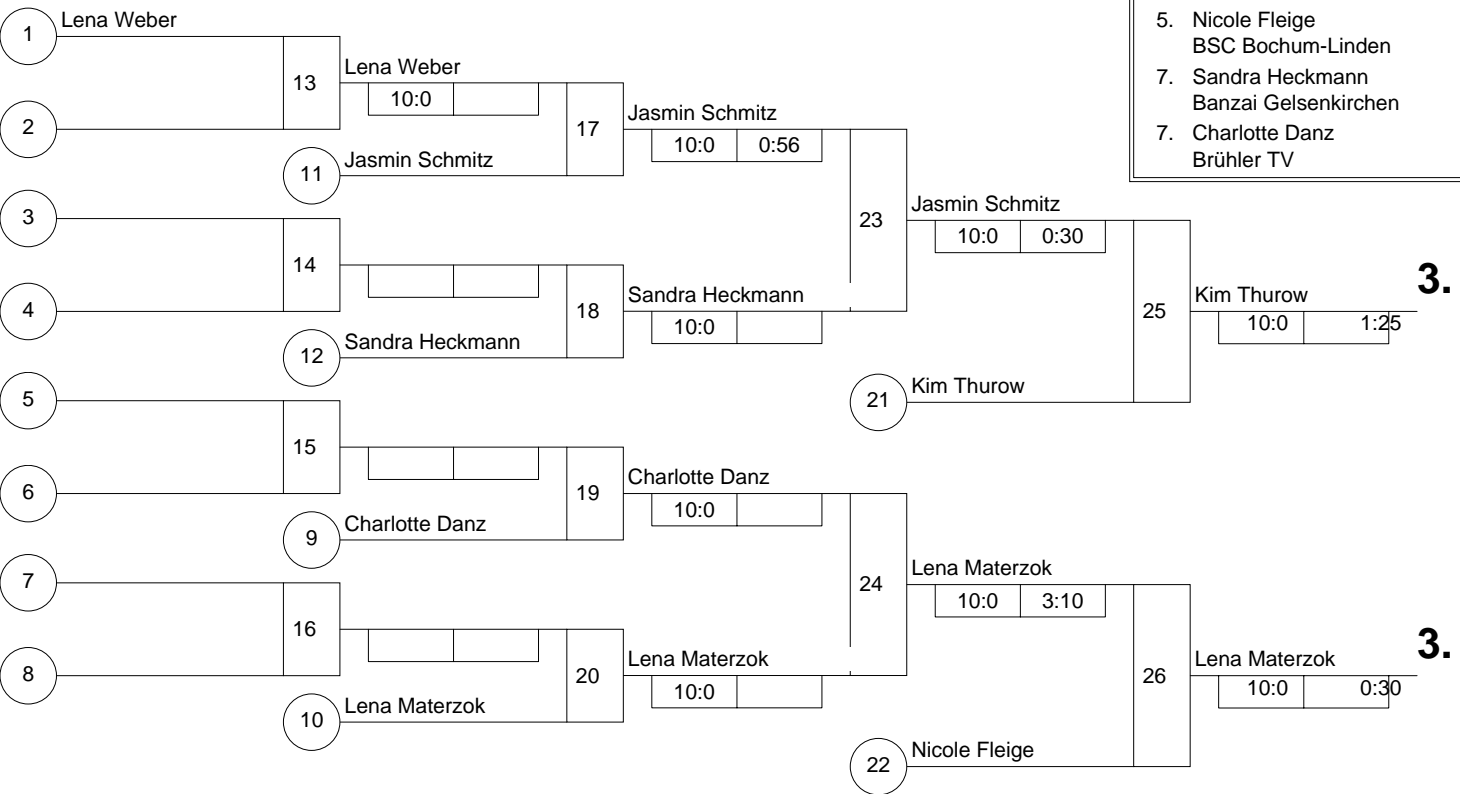 1
Lena Weber
2
13
Lena Weber
10:0
11
Jasmin Schmitz
17
Jasmin Schmitz
10:0 0:56
3
4
14
12
Sandra Heckmann
18
Sandra Heckmann
10:0
23
Jasmin Schmitz
10:0 0:30
21
Kim Thurow
25
Kim Thurow
10:0 1:25
3.
5
6
15
9
Charlotte Danz
19
Charlotte Danz
10:0
7
8
16
10
Lena Materzok
20
Lena Materzok
10:0
24
Lena Materzok
10:0 3:10
22
Nicole Fleige
26
Lena Materzok
10:0 0:30
3.
5. Nicole Fleige
BSC Bochum-Linden
7. Sandra Heckmann
Banzai Gelsenkirchen
7. Charlotte Danz
Brühler TV